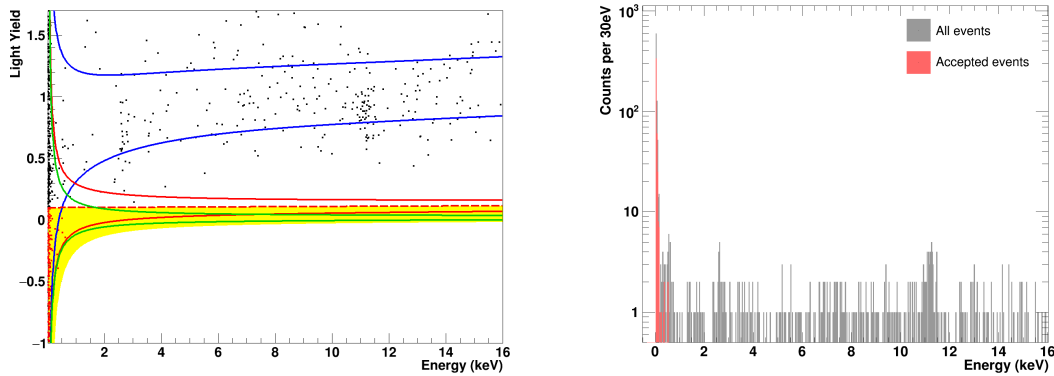 Light Yield
1.5
1
0.5
0
−0.5
−1
2 4 6 8 10 12 14 16
Energy (keV)
Counts per 30eV
10³
10²
10
1
All events
Accepted events
0 2 4 6 8 10 12 14 16
Energy (keV)